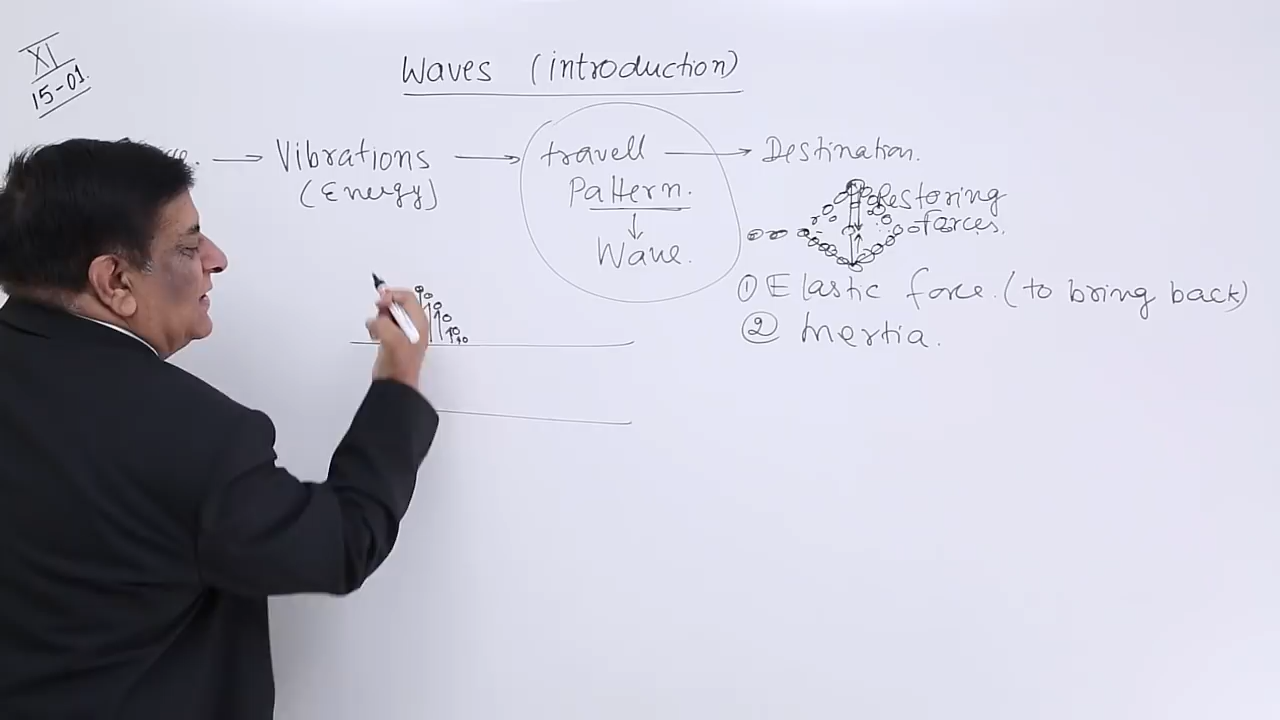 XI
15-01.
Waves (introduction)
→ Vibrations → travell → Destination.
(Energy)
Pattern.
↓
Wave.
Restoring
forces.
① Elastic force. (to bring back)
② Inertia.